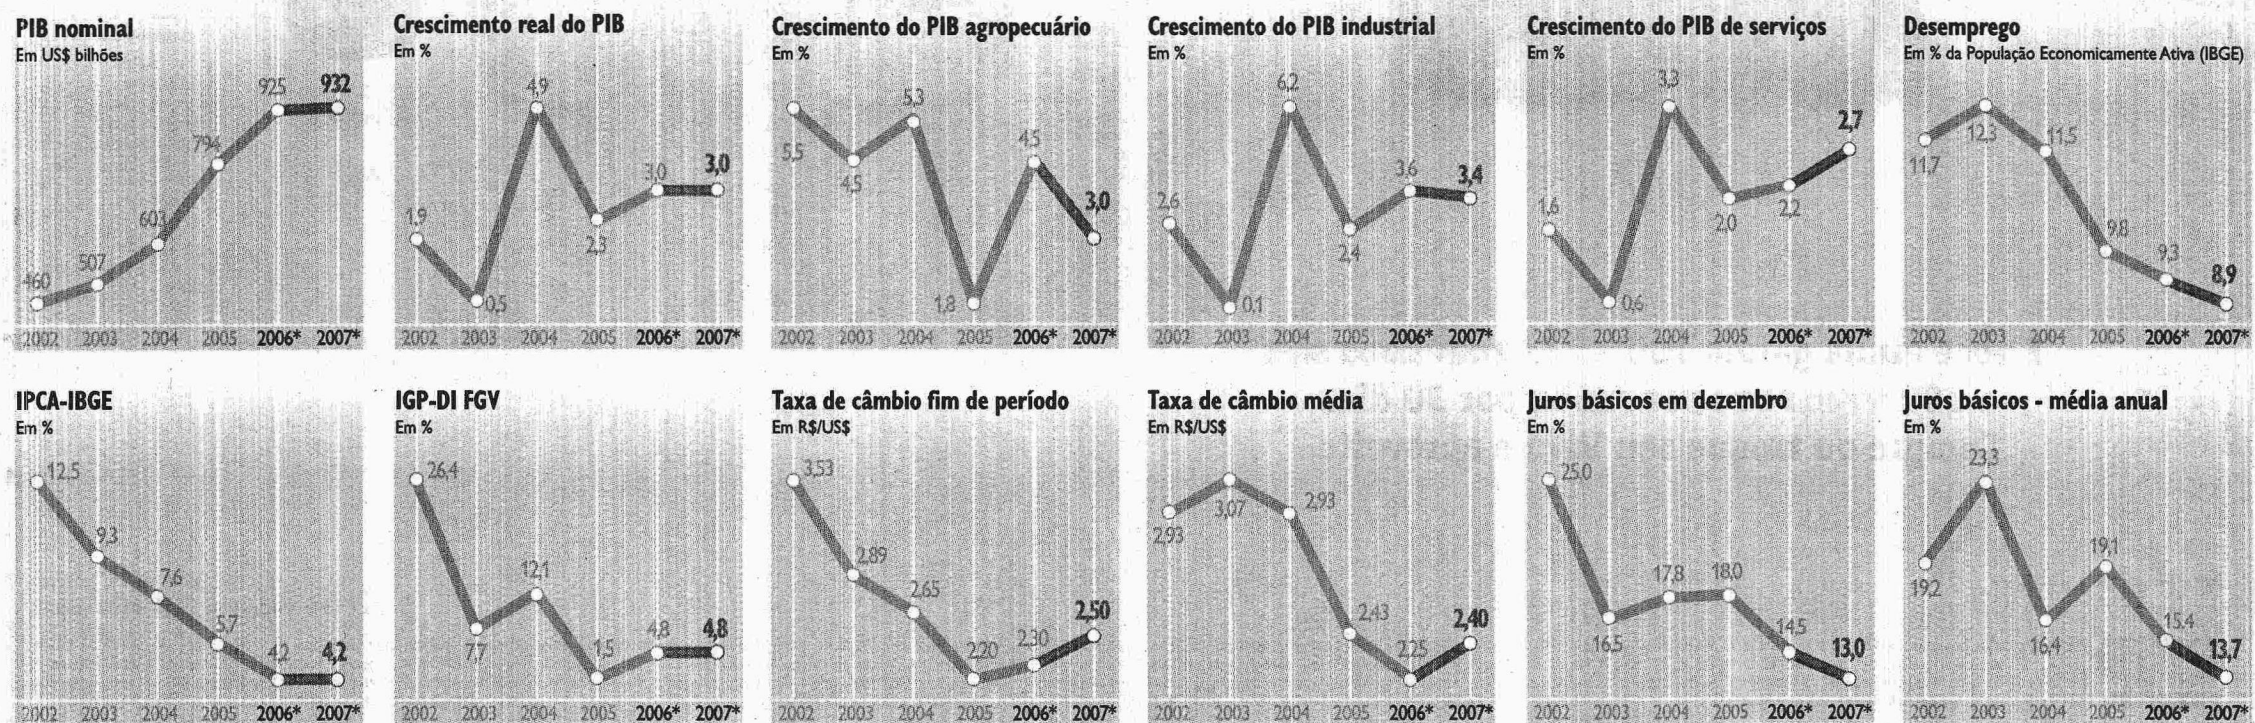 PIB nominal
Em US$ bilhões
460
507
603
794
925
932
2002 2003 2004 2005 2006* 2007*
Crescimento real do PIB
Em %
1,9
0,5
4,9
2,3
3,0
3,0
2002 2003 2004 2005 2006* 2007*
Crescimento do PIB agropecuário
Em %
5,5
4,5
5,3
1,8
4,5
3,0
2002 2003 2004 2005 2006* 2007*
Crescimento do PIB industrial
Em %
2,6
0,1
6,2
2,4
3,6
3,4
2002 2003 2004 2005 2006* 2007*
Crescimento do PIB de serviços
Em %
1,6
0,6
3,3
2,0
2,2
2,7
2002 2003 2004 2005 2006* 2007*
Desemprego
Em % da População Economicamente Ativa (IBGE)
11,7
12,3
11,5
9,8
9,3
8,9
2002 2003 2004 2005 2006* 2007*
IPCA-IBGE
Em %
12,5
9,3
7,6
5,7
4,2
4,2
2002 2003 2004 2005 2006* 2007*
IGP-DI FGV
Em %
26,4
7,7
12,1
1,5
4,8
4,8
2002 2003 2004 2005 2006* 2007*
Taxa de câmbio fim de período
Em R$/US$
3,53
2,89
2,65
2,20
2,30
2,50
2002 2003 2004 2005 2006* 2007*
Taxa de câmbio média
Em R$/US$
2,93
3,07
2,93
2,43
2,25
2,40
2002 2003 2004 2005 2006* 2007*
Juros básicos em dezembro
Em %
25,0
16,5
17,8
18,0
14,5
13,0
2002 2003 2004 2005 2006* 2007*
Juros básicos - média anual
Em %
19,2
23,3
16,4
19,1
15,4
13,7
2002 2003 2004 2005 2006* 2007*